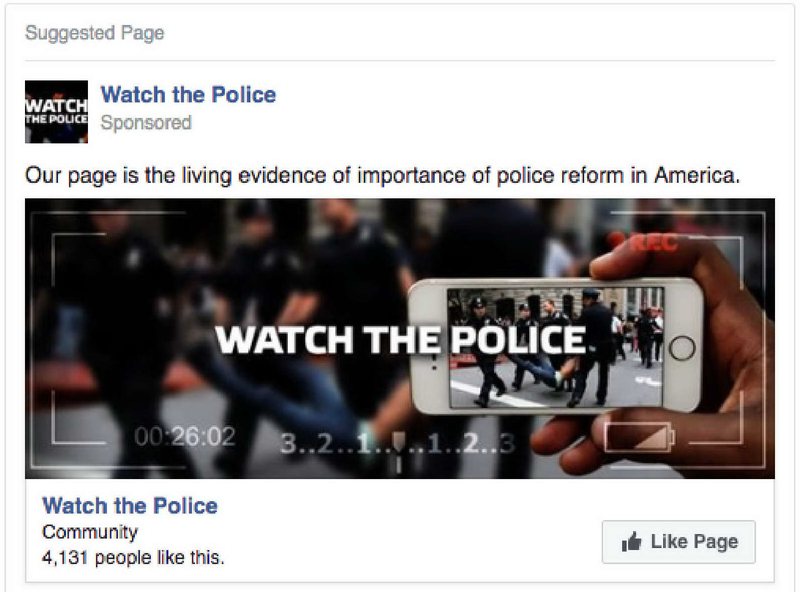 Suggested Page
WATCH
THE POLICE
Watch the Police
Sponsored
Our page is the living evidence of importance of police reform in America.
REC
WATCH THE POLICE
00:26:02
3..2..1.. ..1..2..3
Watch the Police
Community
4,131 people like this.
Like Page